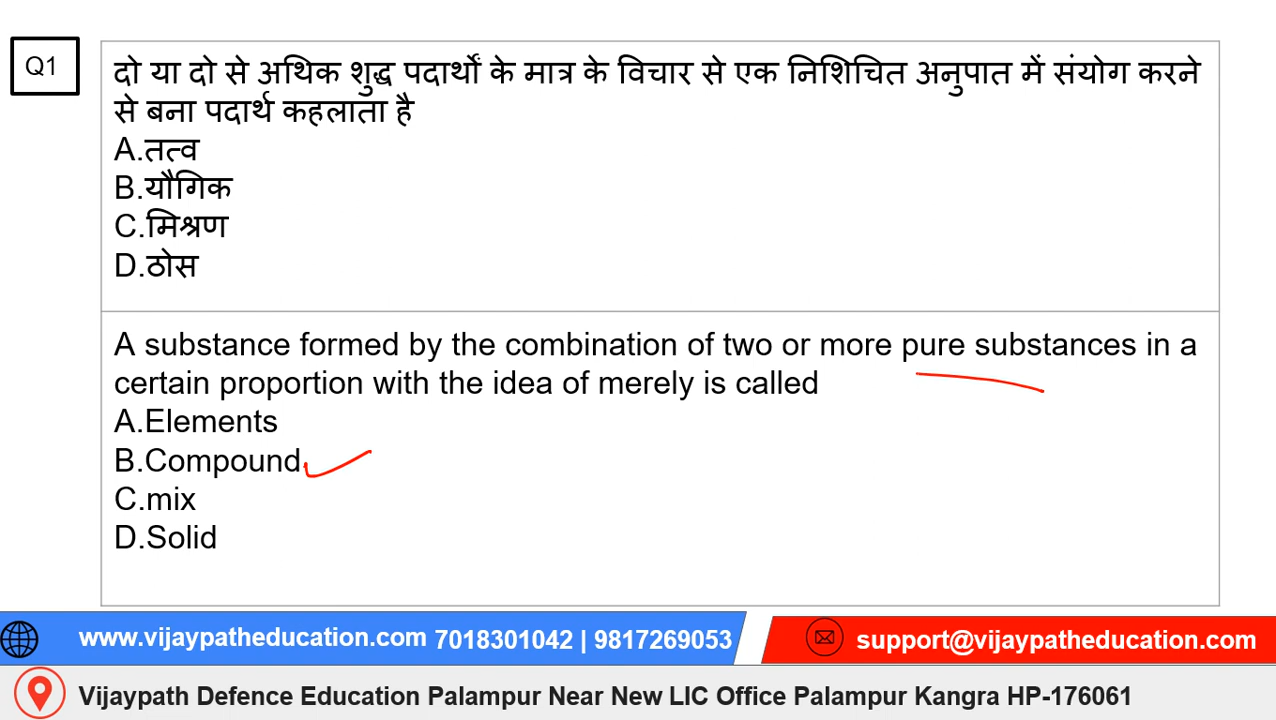 Q1
दो या दो से अथिक शुद्ध पदार्थों के मात्र के विचार से एक निशिचित अनुपात में संयोग करने
से बना पदार्थ कहलाता है
A.तत्व
B.यौगिक
C.मिश्रण
D.ठोस
A substance formed by the combination of two or more pure substances in a
certain proportion with the idea of merely is called
A.Elements
B.Compound
C.mix
D.Solid
www.vijaypatheducation.com 7018301042 | 9817269053
support@vijaypatheducation.com
Vijaypath Defence Education Palampur Near New LIC Office Palampur Kangra HP-176061